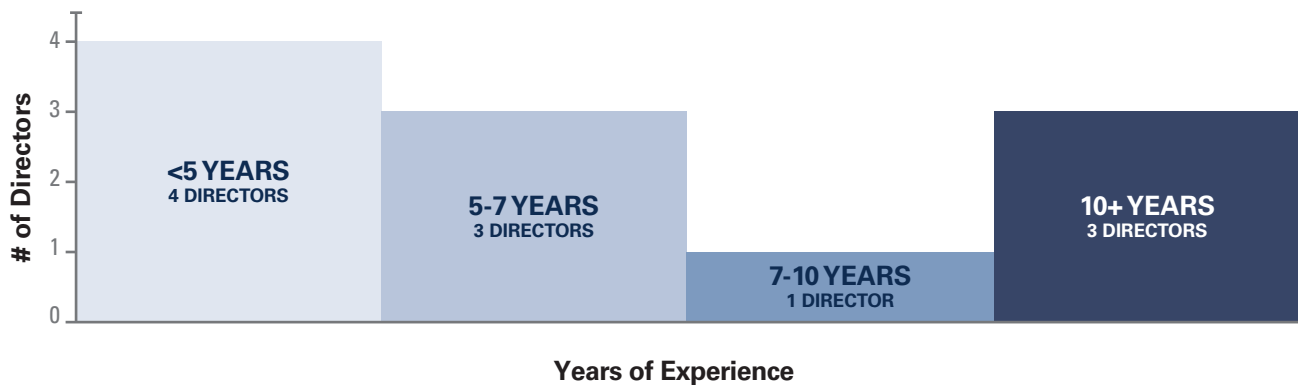 # of Directors
4
3
2
1
0
<5 YEARS
4 DIRECTORS
5-7 YEARS
3 DIRECTORS
7-10 YEARS
1 DIRECTOR
10+ YEARS
3 DIRECTORS
Years of Experience